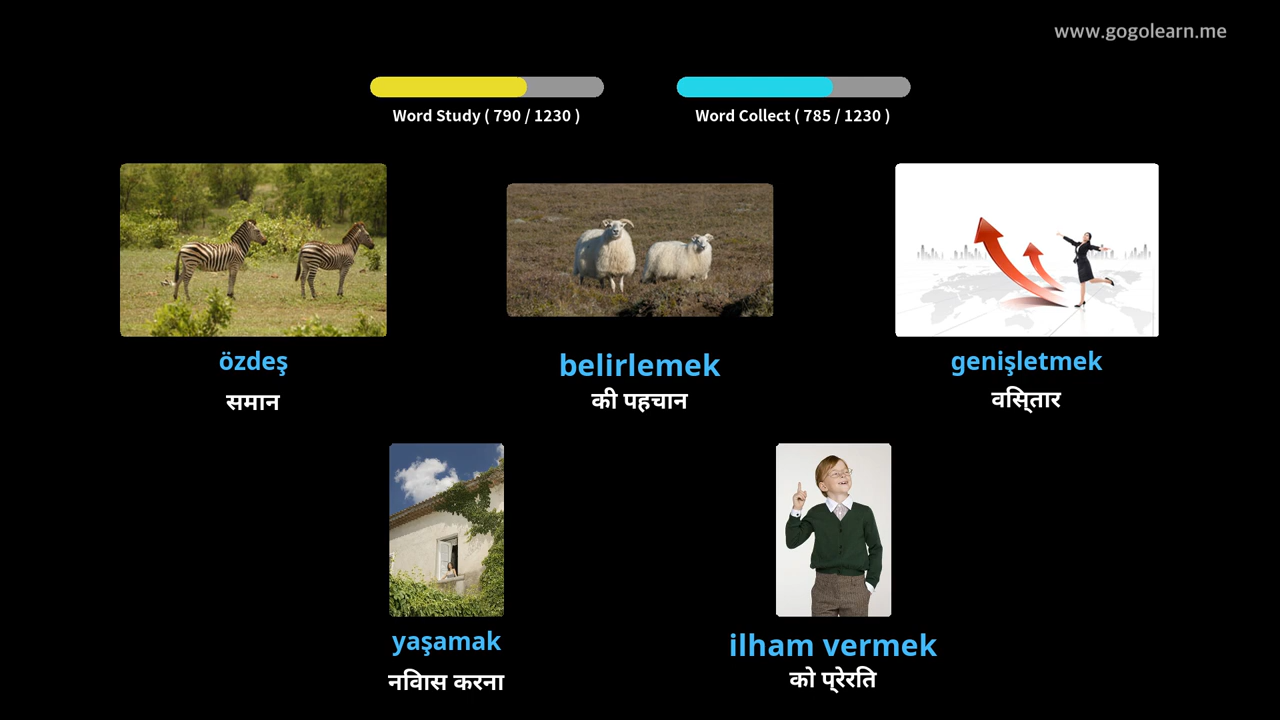 www.gogolearn.me
Word Study ( 790 / 1230 )
Word Collect ( 785 / 1230 )
özdeş
समान
belirlemek
की पहचान
genişletmek
विस्तार
yaşamak
निवास करना
ilham vermek
को प्रेरित